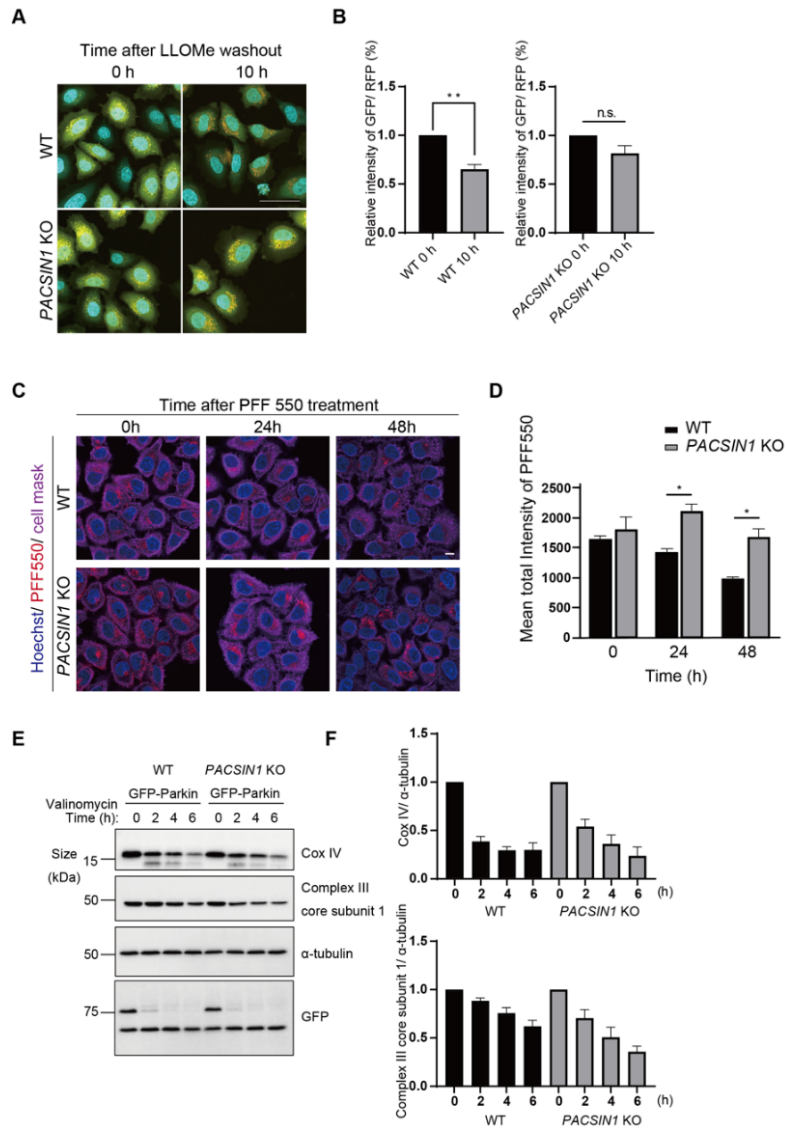 A
Time after LLOMe washout
0 h 10 h
WT
PACSIN1 KO
B
Relative intensity of GFP/ RFP (%)
1.5
1.0
0.5
0.0
**
WT 0 h
WT 10 h
Relative intensity of GFP/ RFP (%)
1.5
1.0
0.5
0.0
n.s.
PACSIN1 KO 0 h
PACSIN1 KO 10 h
C
Time after PFF 550 treatment
0h 24h 48h
Hoechst/ PFF550/ cell mask
WT
PACSIN1 KO
D
WT
PACSIN1 KO
Mean total Intensity of PFF550
2500
2000
1500
1000
500
0
*
*
0 24 48
Time (h)
E
WT PACSIN1 KO
GFP-Parkin GFP-Parkin
Valinomycin
Time (h): 0 2 4 6 0 2 4 6
Size
(kDa)
15
Cox IV
50
Complex III
core subunit 1
50
α-tubulin
75
GFP
F
Cox IV/ α-tubulin
1.5
1.0
0.5
0.0
0 2 4 6 0 2 4 6 (h)
WT PACSIN1 KO
Complex III core subunit 1/ α-tubulin
1.5
1.0
0.5
0.0
0 2 4 6 0 2 4 6 (h)
WT PACSIN1 KO